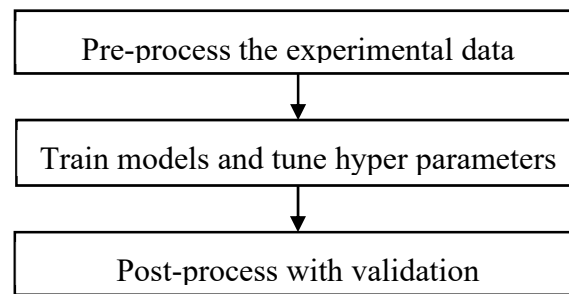 Pre-process the experimental data
Train models and tune hyper parameters
Post-process with validation